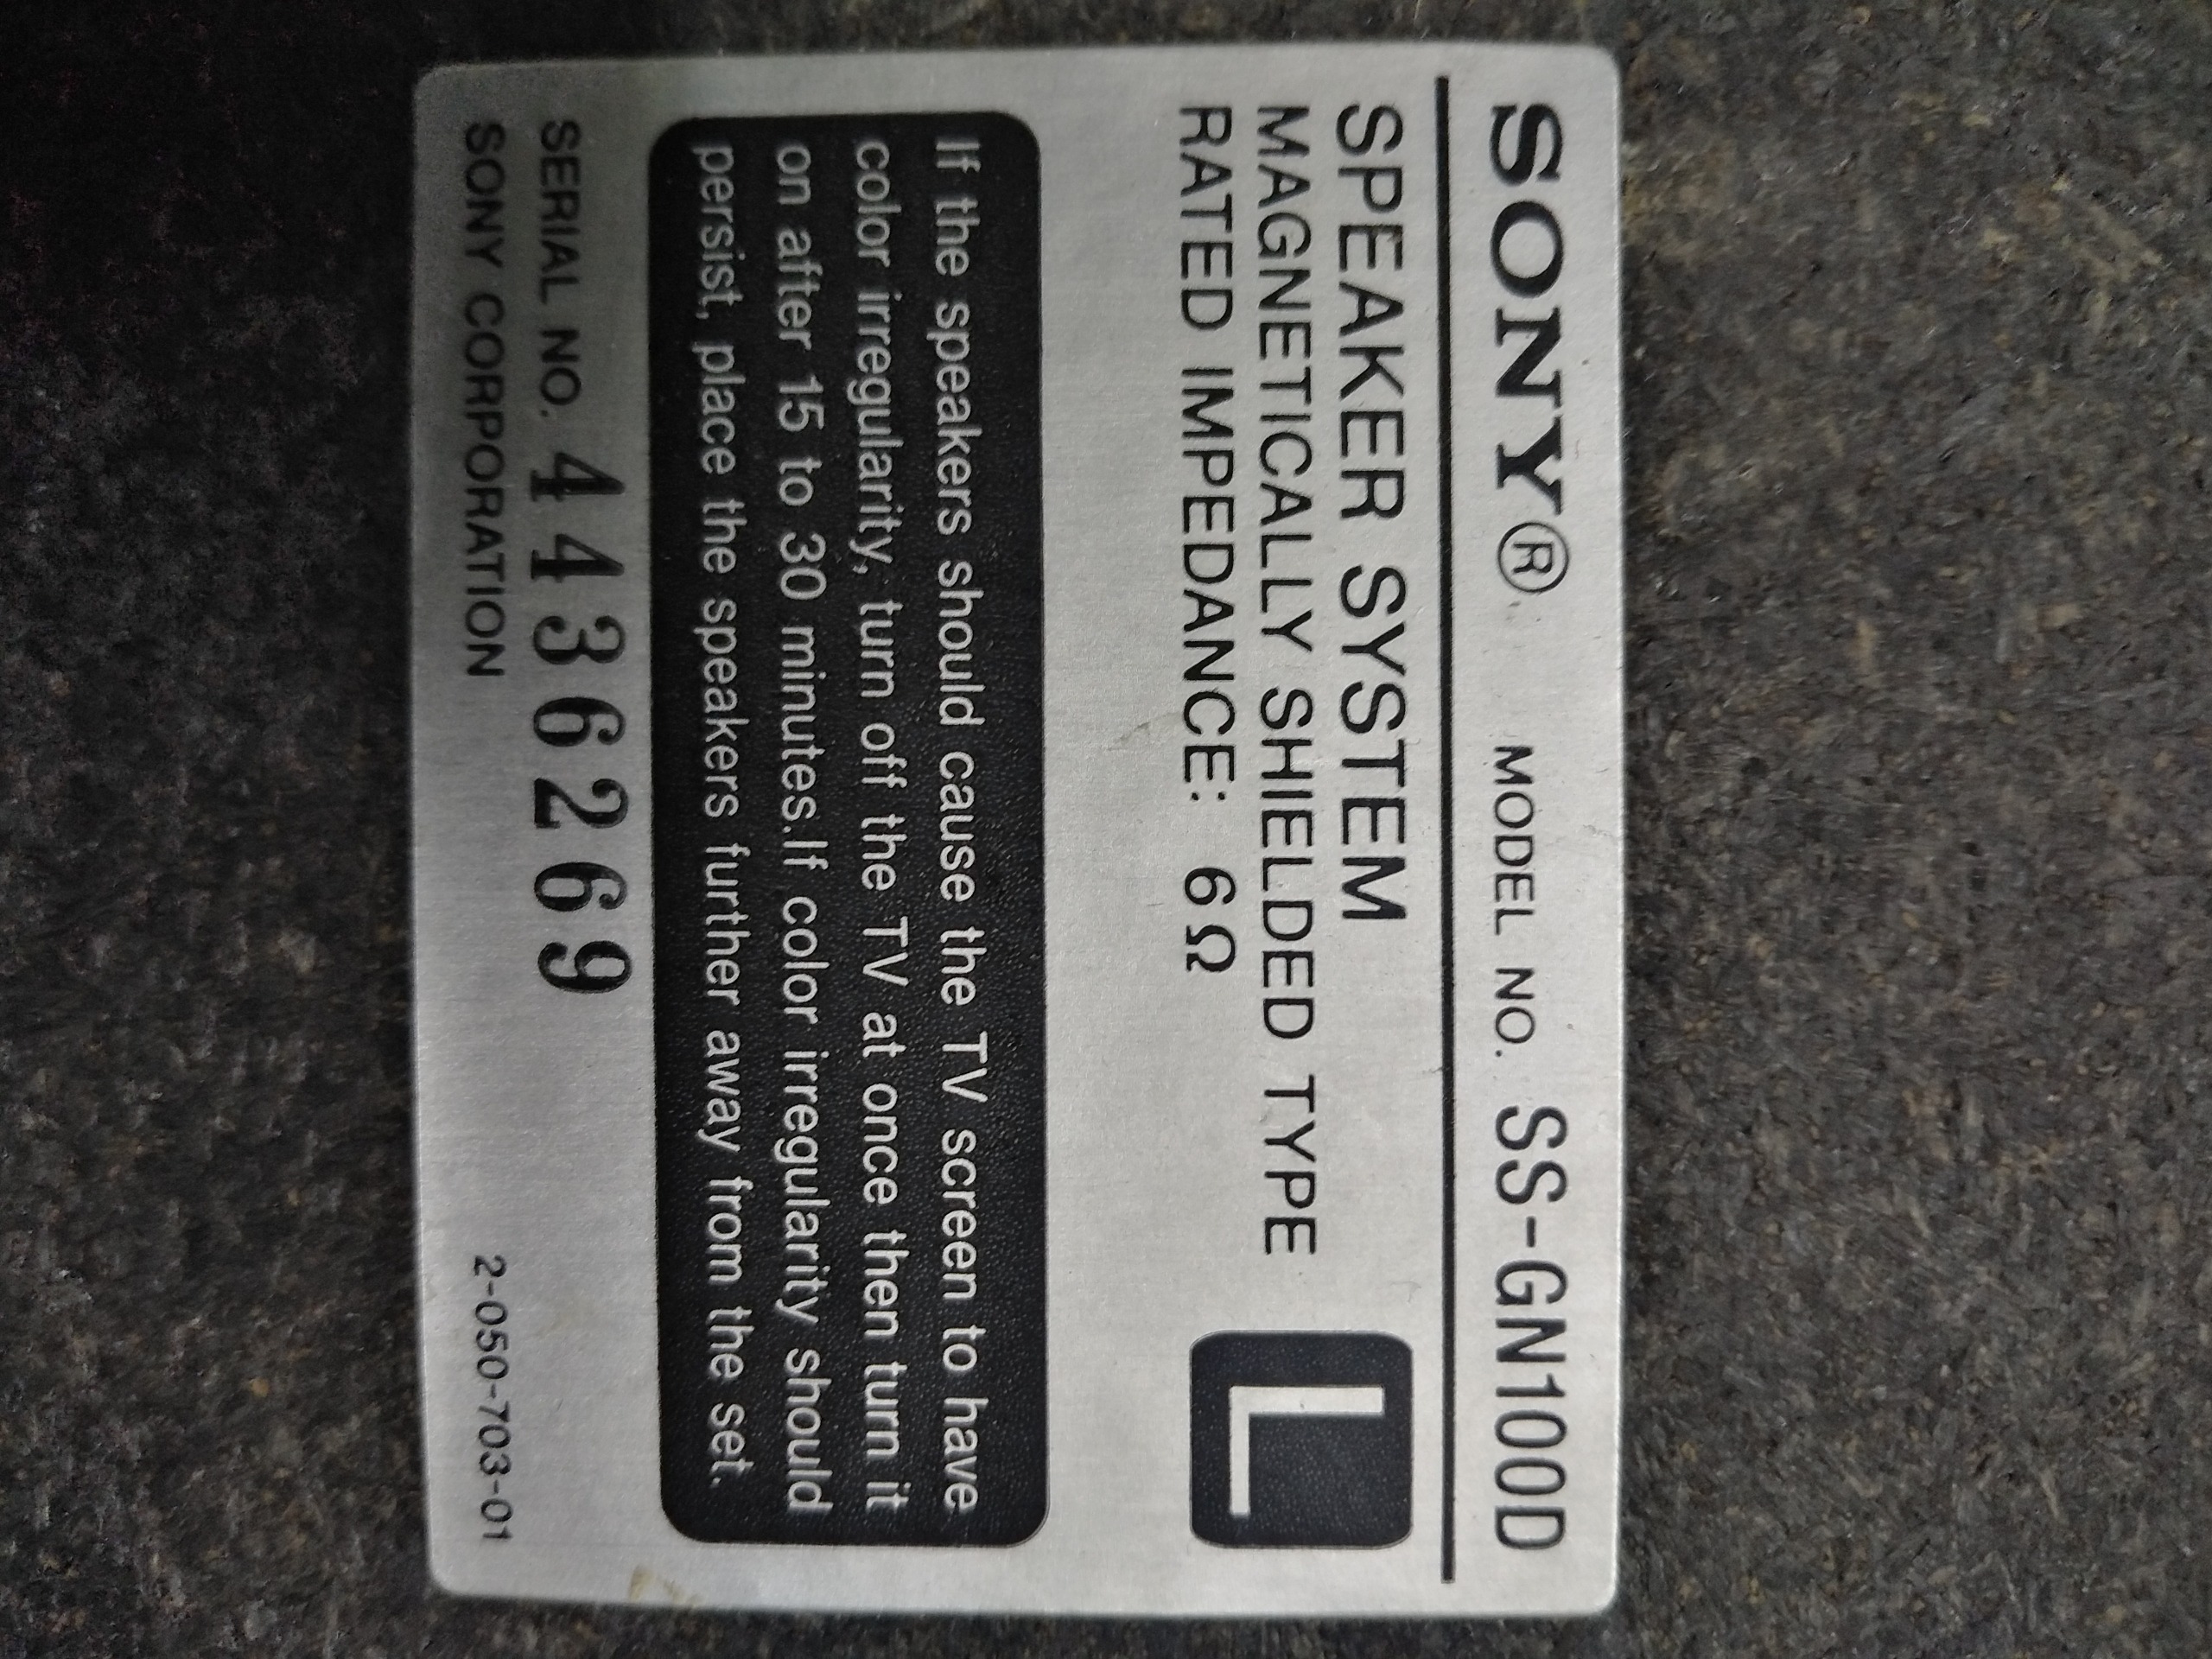 SONY® MODEL NO. SS-GN100D
SPEAKER SYSTEM
MAGNETICALLY SHIELDED TYPE
RATED IMPEDANCE: 6Ω
L
If the speakers should cause the TV screen to have
color irregularity, turn off the TV at once then turn it
on after 15 to 30 minutes.If color irregularity should
persist, place the speakers further away from the set.
SERIAL NO. 4436269
SONY CORPORATION 2-050-703-01